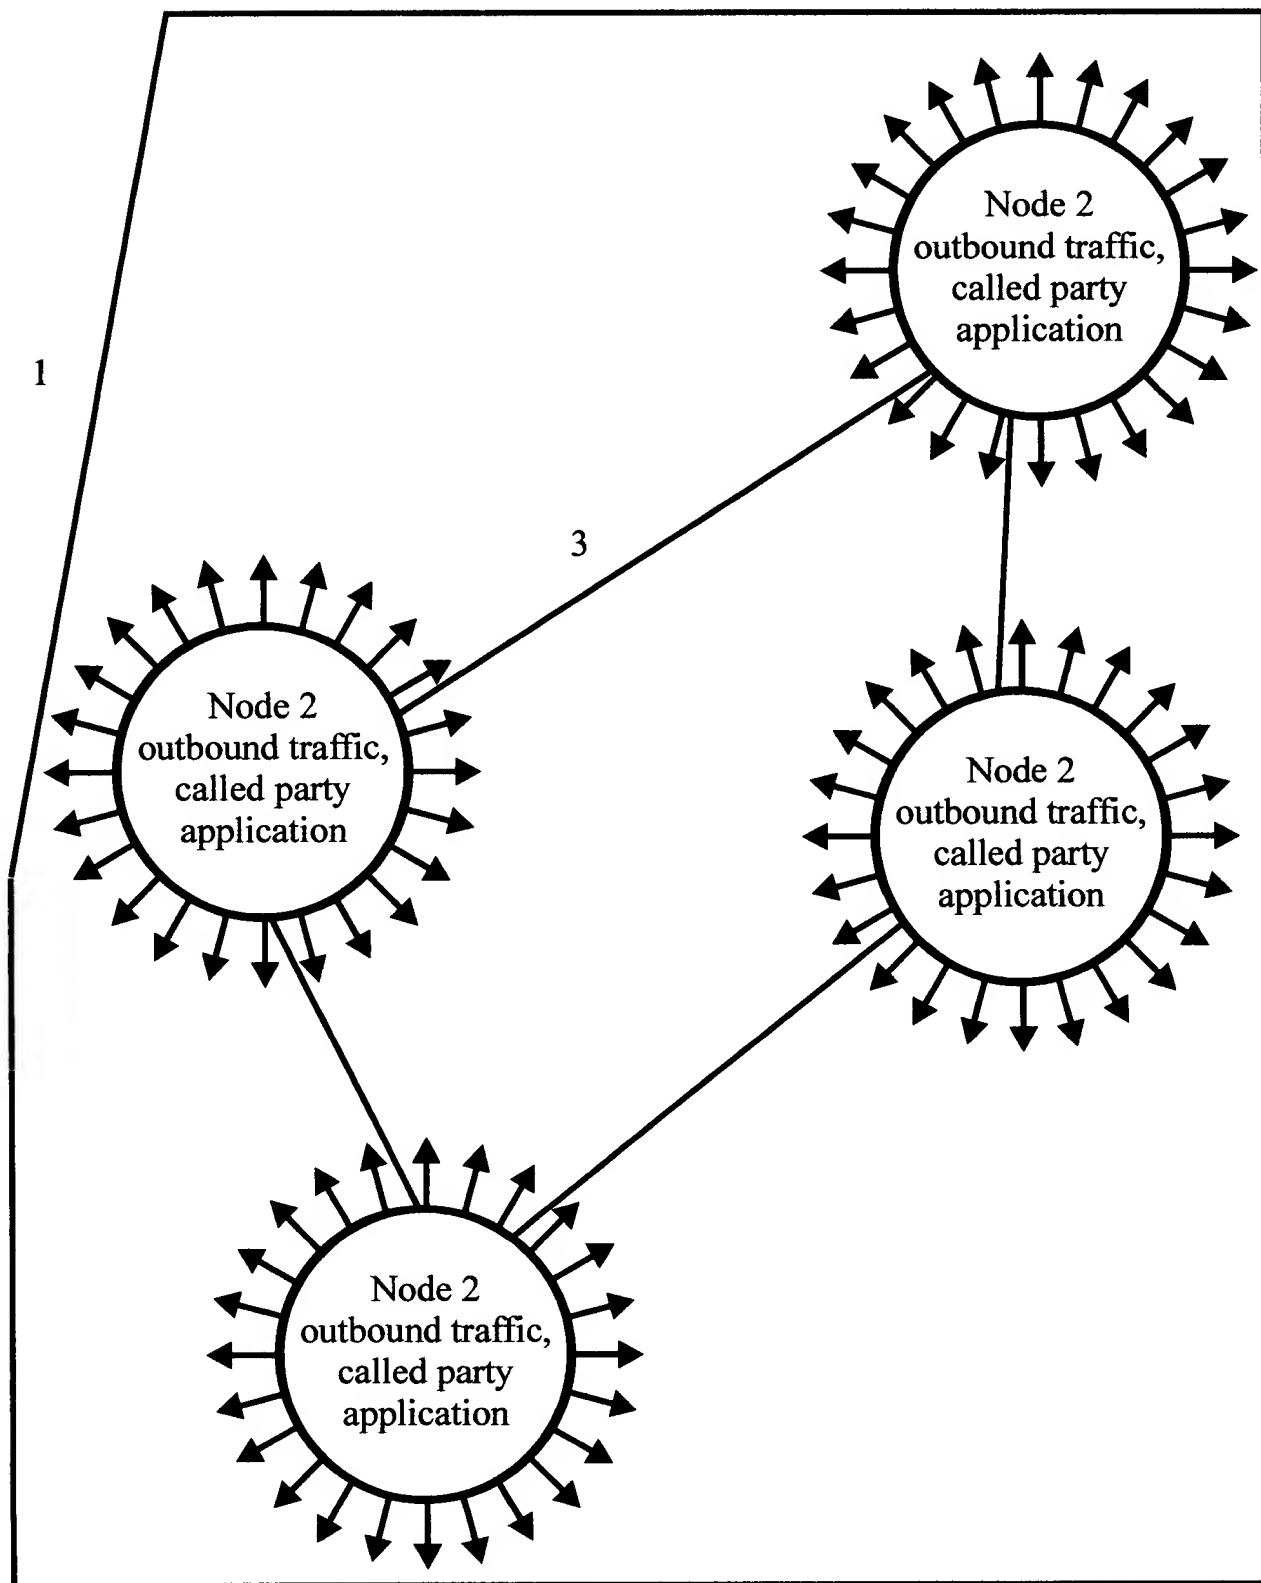 Node 2
outbound traffic,
called party
application
1
3
Node 2
outbound traffic,
called party
application
Node 2
outbound traffic,
called party
application
Node 2
outbound traffic,
called party
application